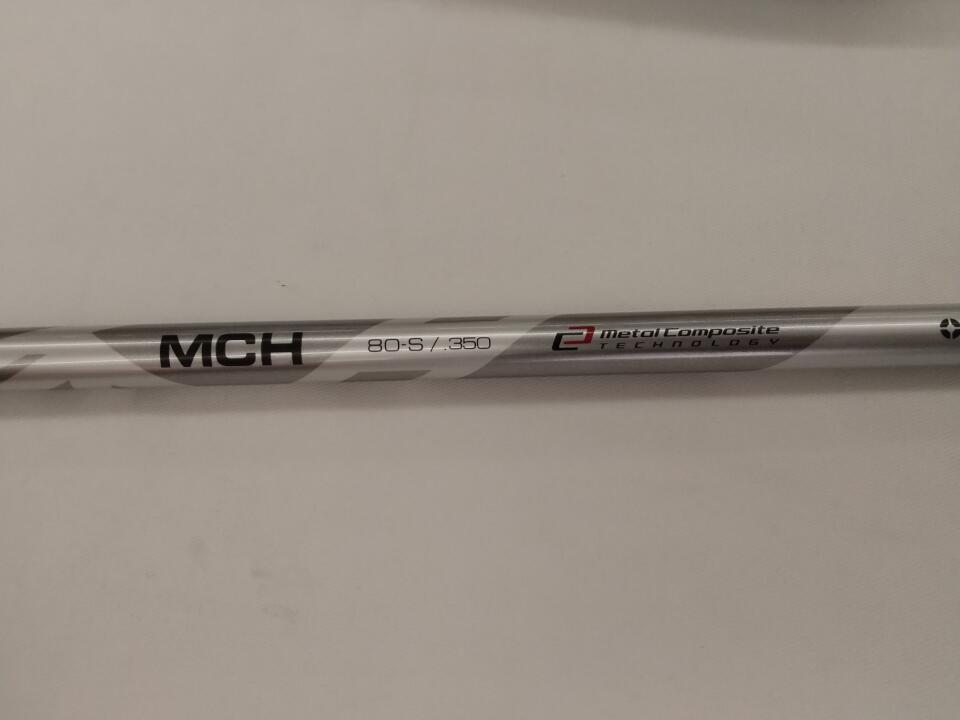 MCH 80-S / .350 Metal Composite
TECHNOLOGY